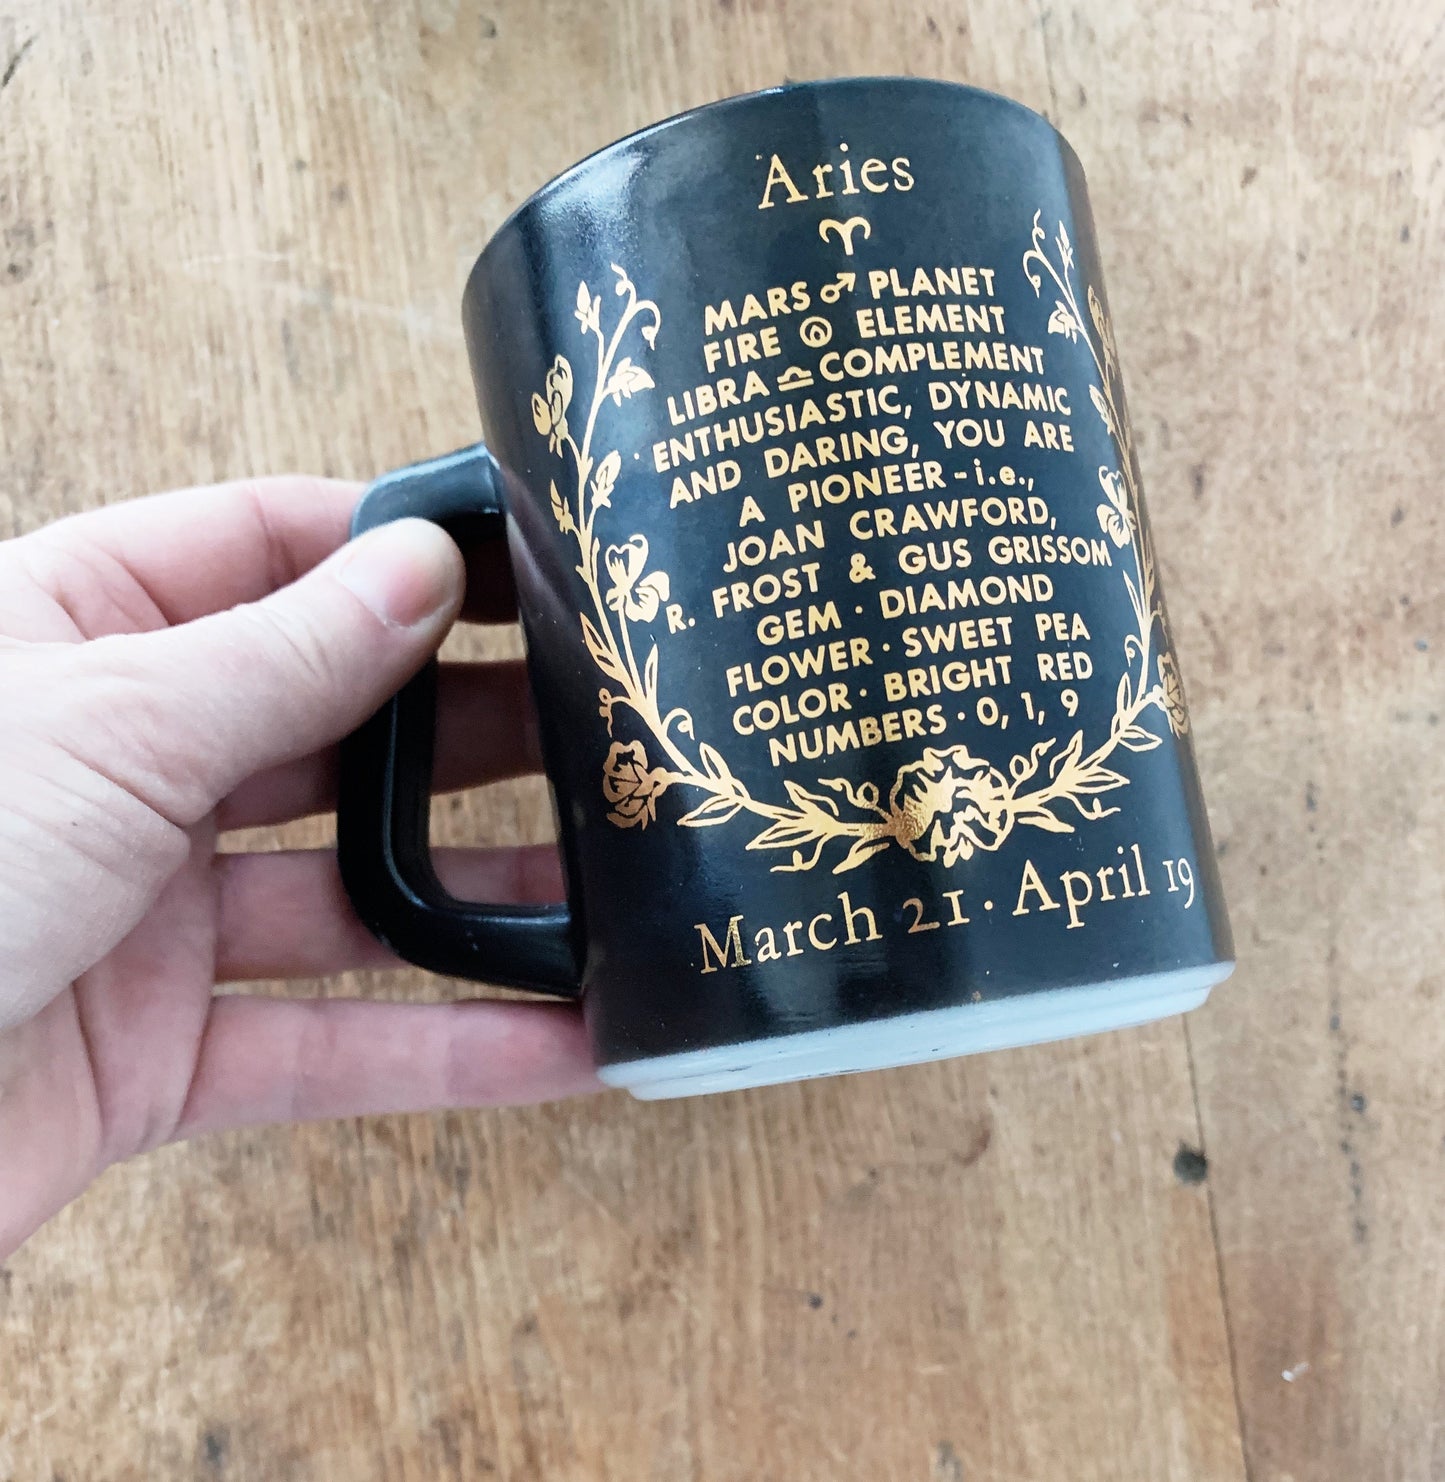 Aries
♈
MARS ♂ PLANET
FIRE ELEMENT
LIBRA ♎ COMPLEMENT
ENTHUSIASTIC, DYNAMIC
AND DARING, YOU ARE
A PIONEER - i.e.,
JOAN CRAWFORD,
R. FROST & GUS GRISSOM
GEM · DIAMOND
FLOWER · SWEET PEA
COLOR · BRIGHT RED
NUMBERS · 0, 1, 9
March 21 · April 19